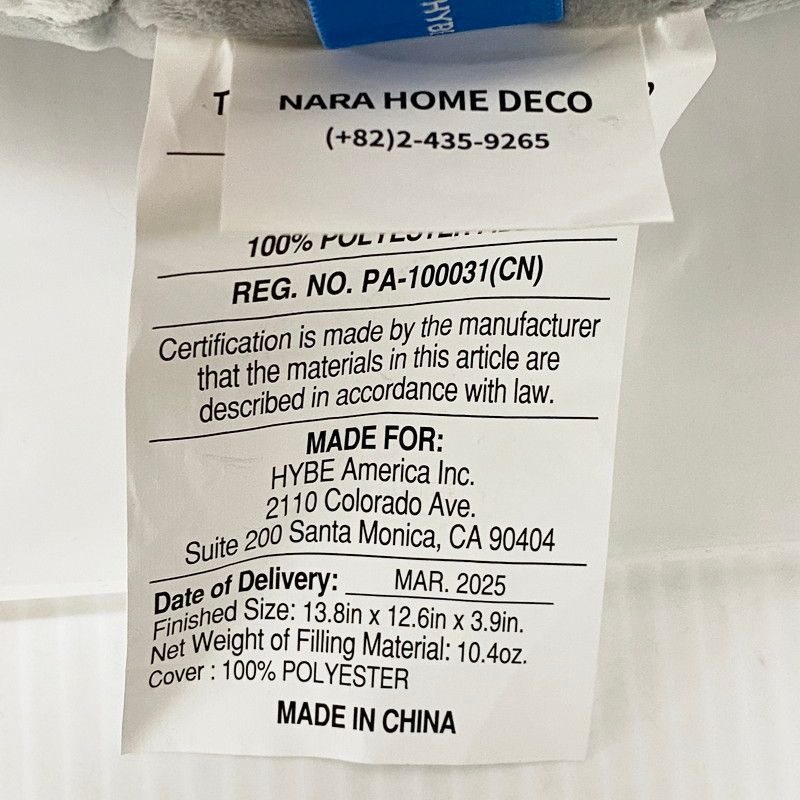 HYBE
NARA HOME DECO
(+82)2-435-9265
100% POLYESTER
REG. NO. PA-100031(CN)
Certification is made by the manufacturer
that the materials in this article are
described in accordance with law.
MADE FOR:
HYBE America Inc.
2110 Colorado Ave.
Suite 200 Santa Monica, CA 90404
Date of Delivery: MAR. 2025
Finished Size: 13.8in x 12.6in x 3.9in.
Net Weight of Filling Material: 10.4oz.
Cover : 100% POLYESTER
MADE IN CHINA